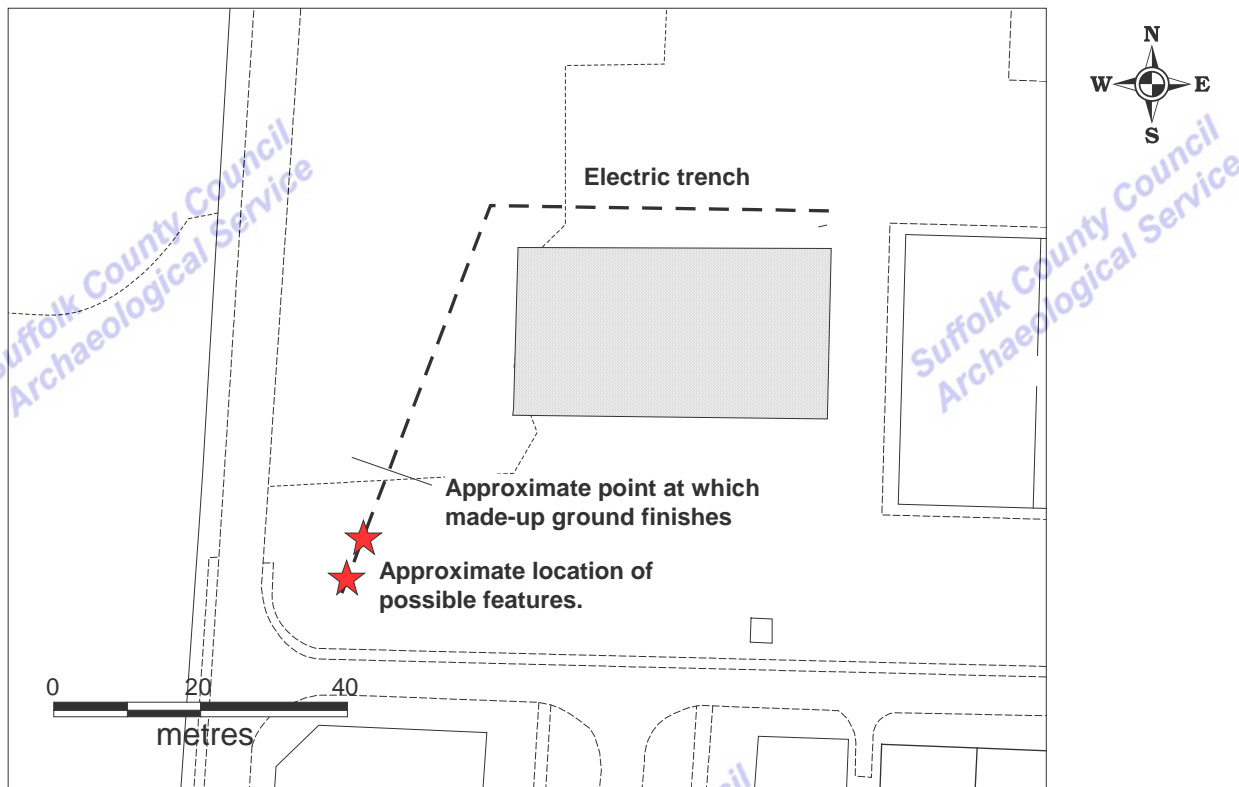 N
W E
S
Suffolk County Council
Archaeological Service
Electric trench
Suffolk County Council
Archaeological Service
Approximate point at which
made-up ground finishes
Approximate location of
possible features.
0 20 40
metres